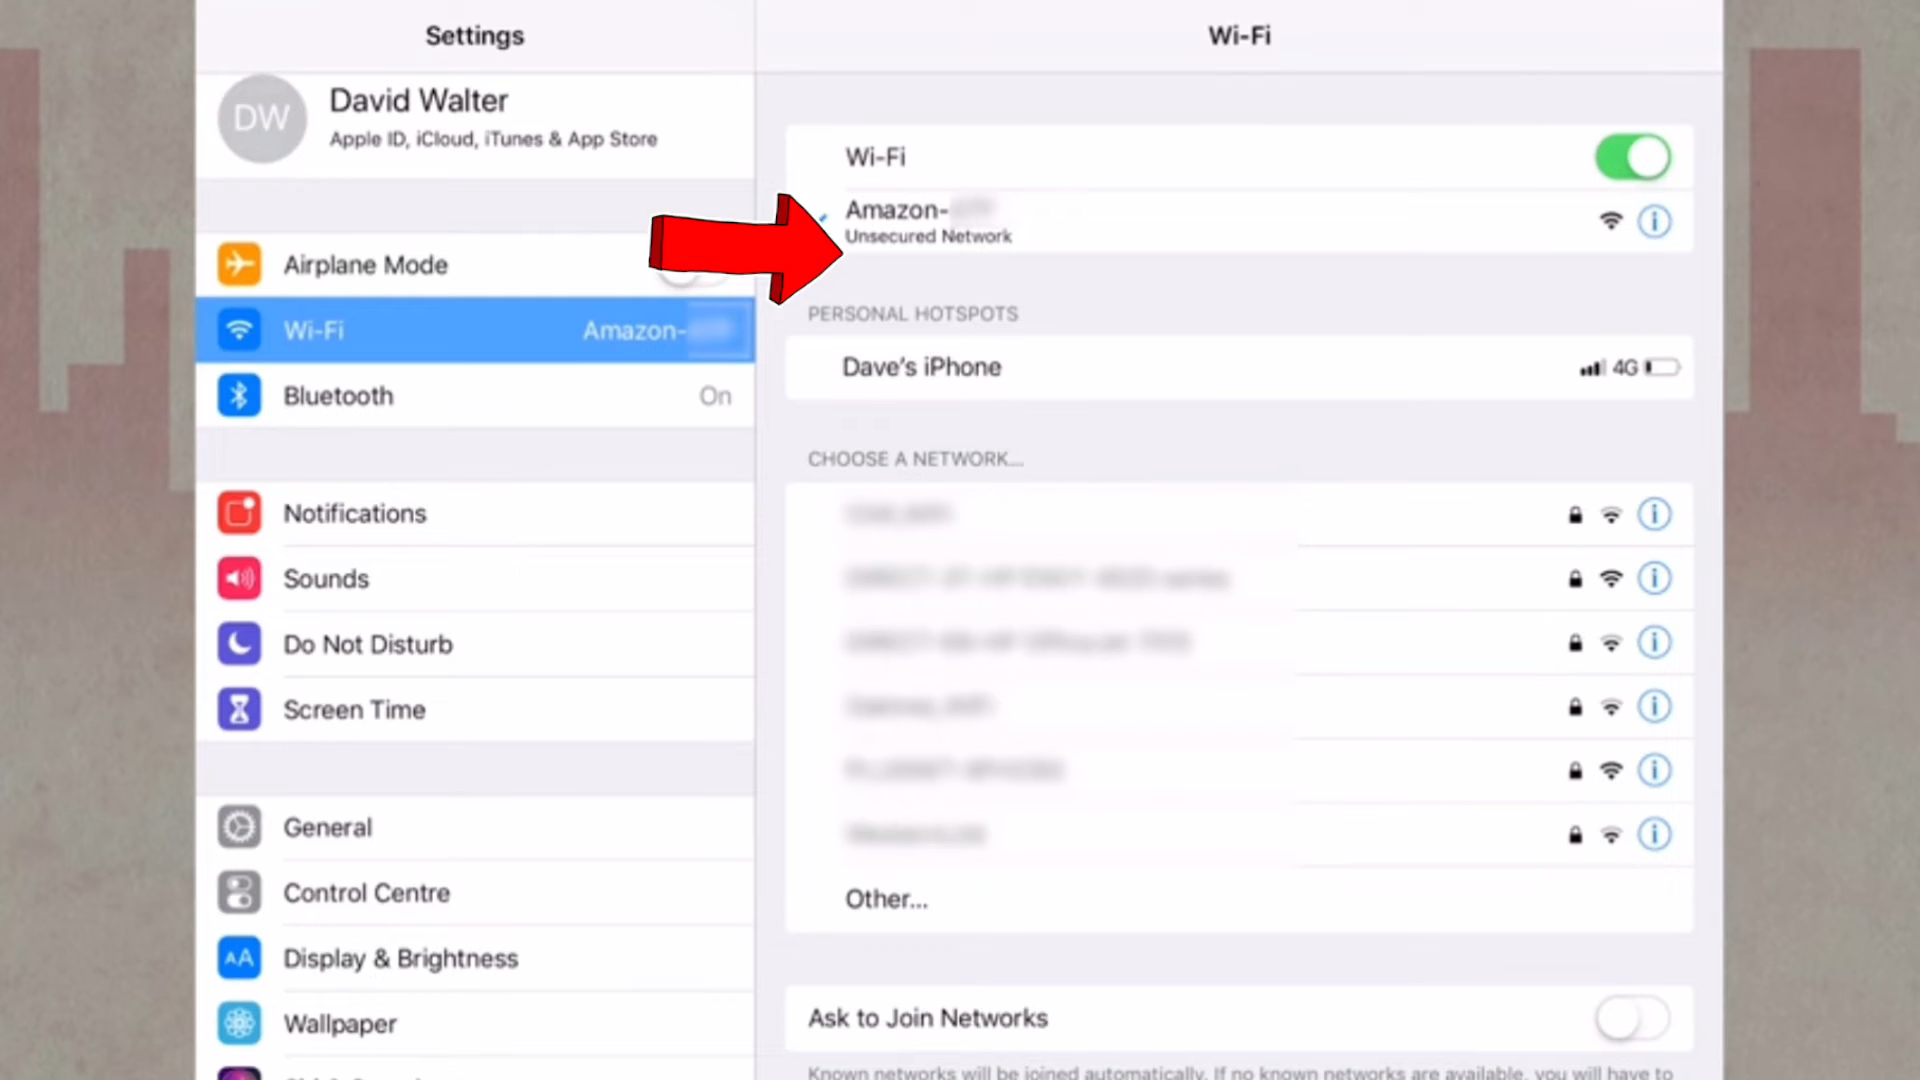 Settings
Wi-Fi
DW
David Walter
Apple ID, iCloud, iTunes & App Store
Airplane Mode
Wi-Fi
Amazon-
Bluetooth
On
Notifications
Sounds
Do Not Disturb
Screen Time
General
Control Centre
AA
Display & Brightness
Wallpaper
Wi-Fi
Amazon-
Unsecured Network
PERSONAL HOTSPOTS
Dave's iPhone
4G
CHOOSE A NETWORK...
Other...
Ask to Join Networks
Known networks will be joined automatically. If no known networks are available, you will have to